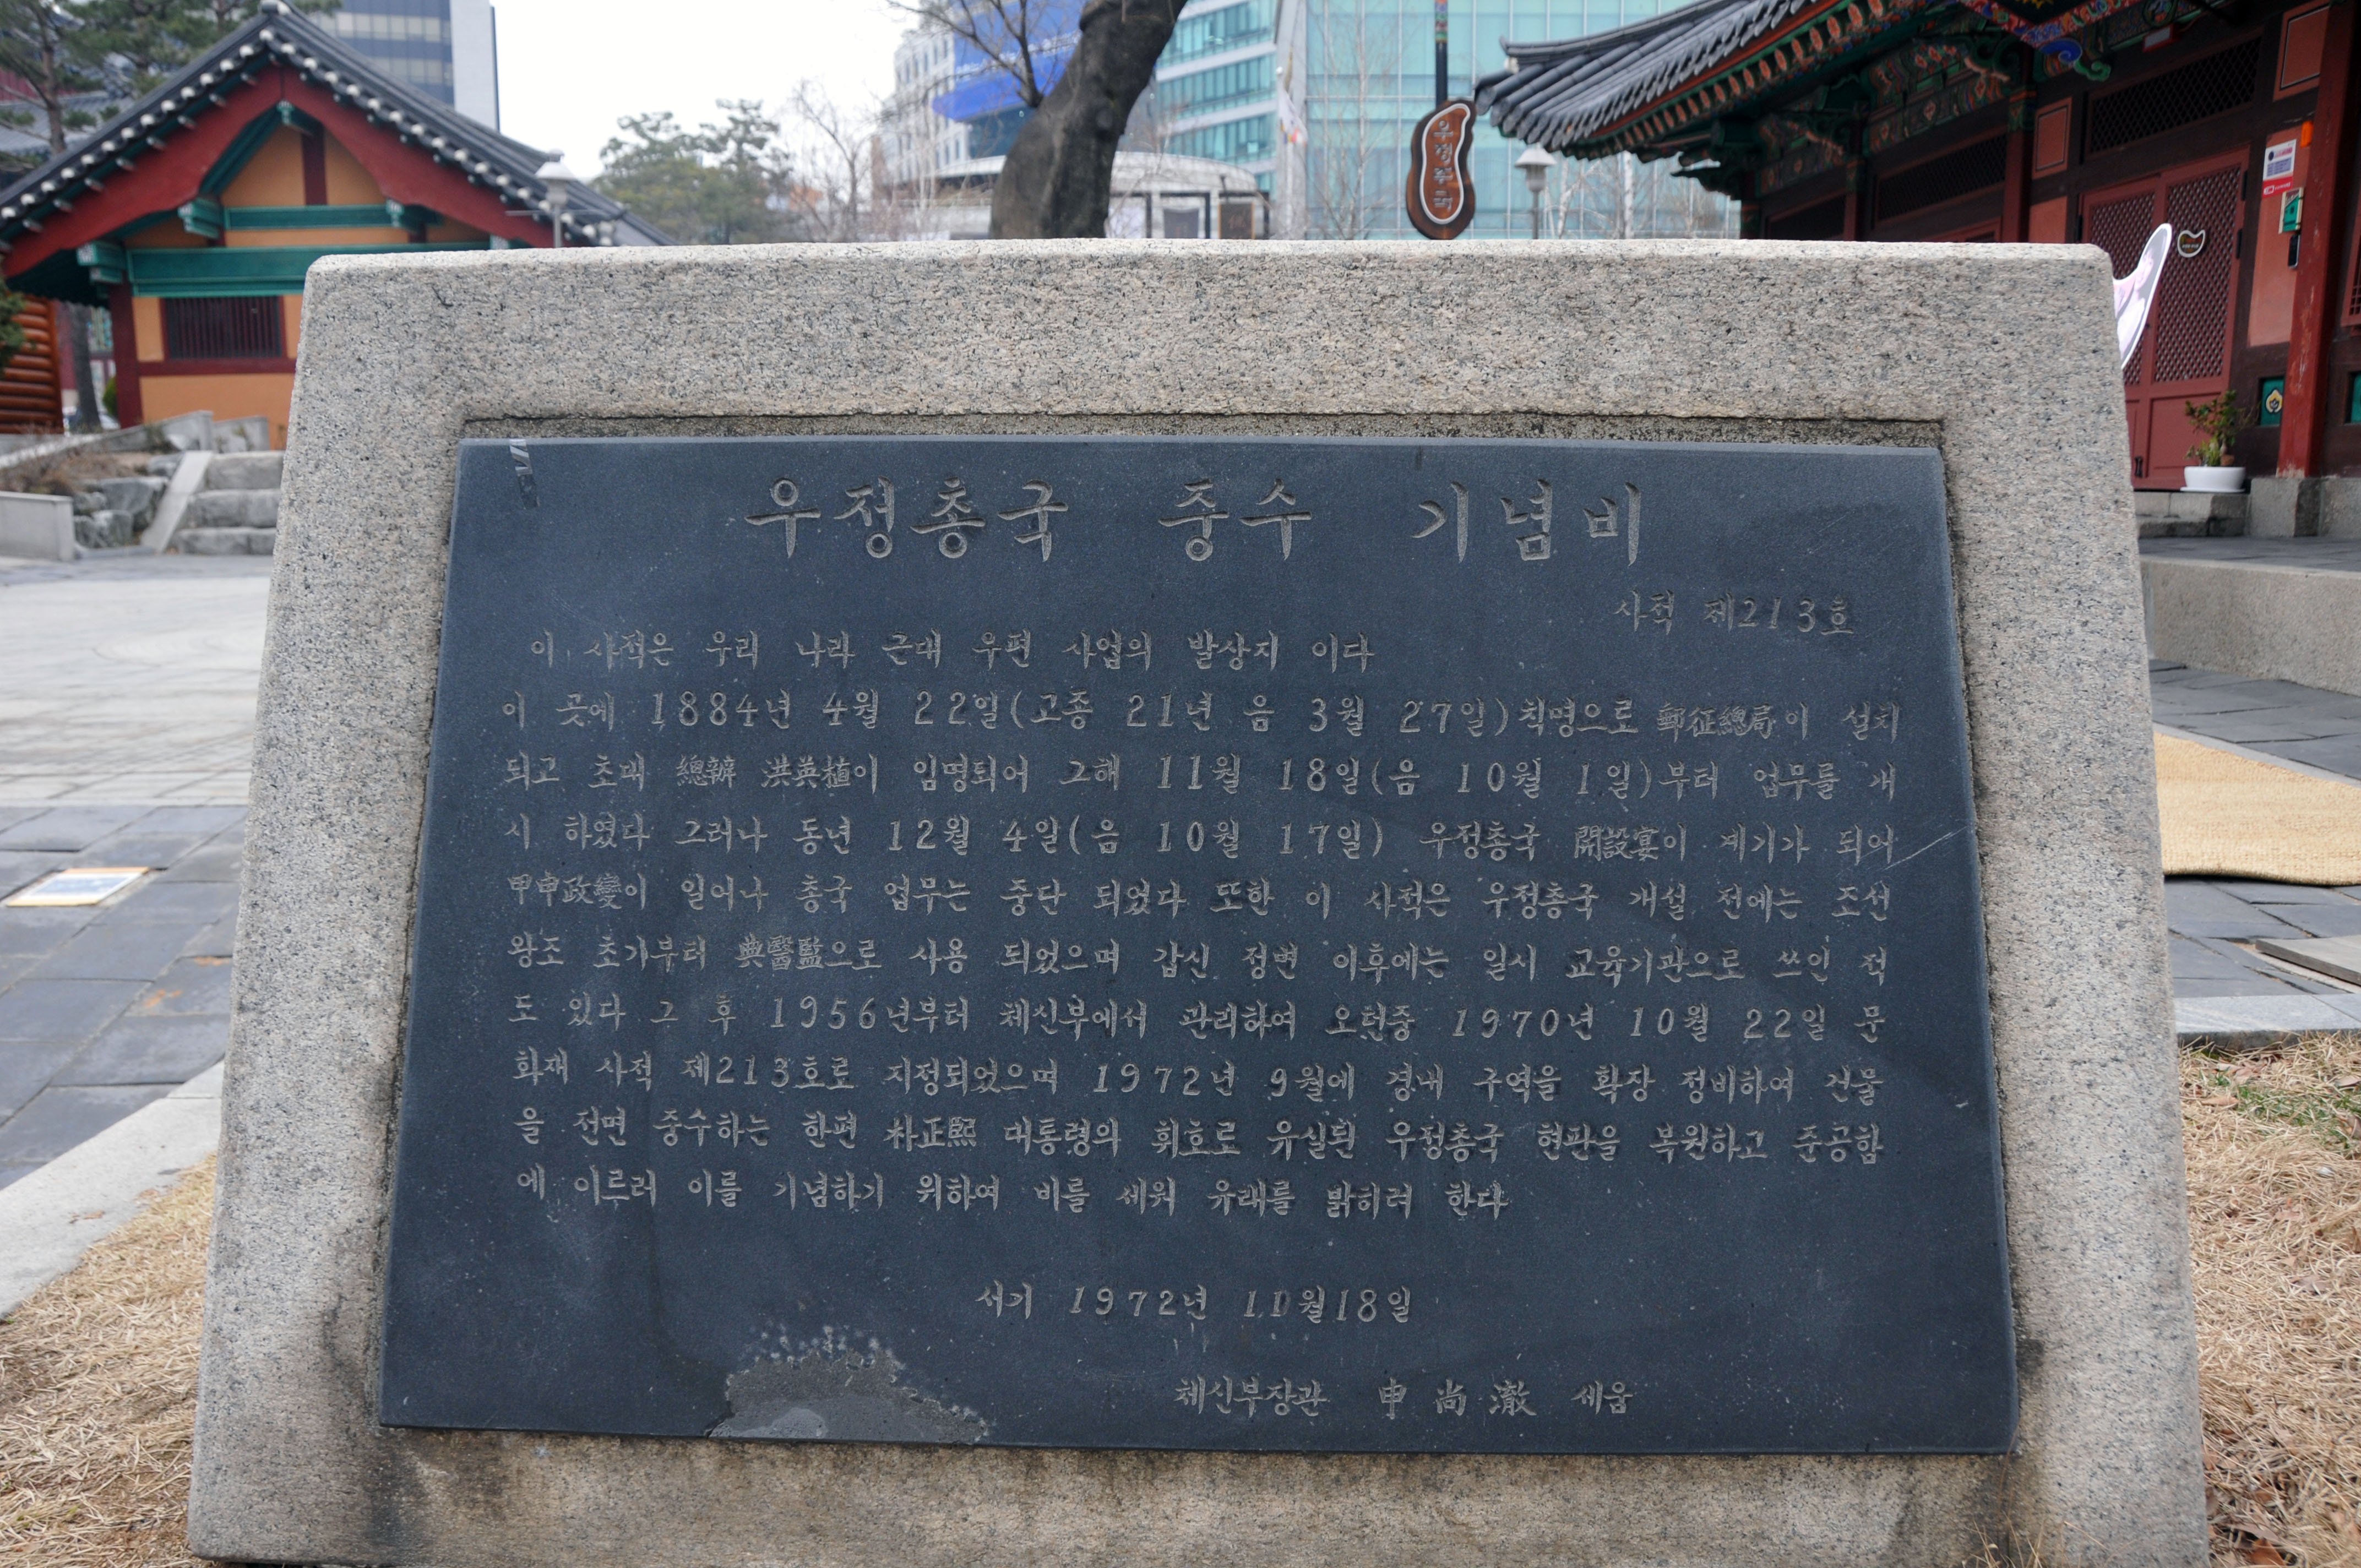 우정국
우정총국 중수 기념비
사적 제213호
이 사적은 우리 나라 근대 우편 사업의 발상지 이다
이 곳에 1884년 4월 22일(고종 21년 음 3월 27일)칙명으로 郵征總局이 설치
되고 초대 總辦 洪英植이 임명되어 그해 11월 18일(음 10월 1일)부터 업무를 개
시 하였다 그러나 동년 12월 4일(음 10월 17일) 우정총국 開設宴이 계기가 되어
甲申政變이 일어나 총국 업무는 중단 되었다 또한 이 사적은 우정총국 개설 전에는 조선
왕조 초기부터 典醫監으로 사용 되었으며 갑신 정변 이후에는 일시 교육기관으로 쓰인 적
도 있다 그 후 1956년부터 체신부에서 관리하여 오던중 1970년 10월 22일 문
화재 사적 제213호로 지정되었으며 1972년 9월에 경내 구역을 확장 정비하여 건물
을 전면 중수하는 한편 朴正熙 대통령의 휘호로 유실된 우정총국 현판을 복원하고 준공함
에 이르러 이를 기념하기 위하여 비를 세워 유래를 밝히려 한다
서기 1972년 10월18일
체신부장관 申尚澈 세움